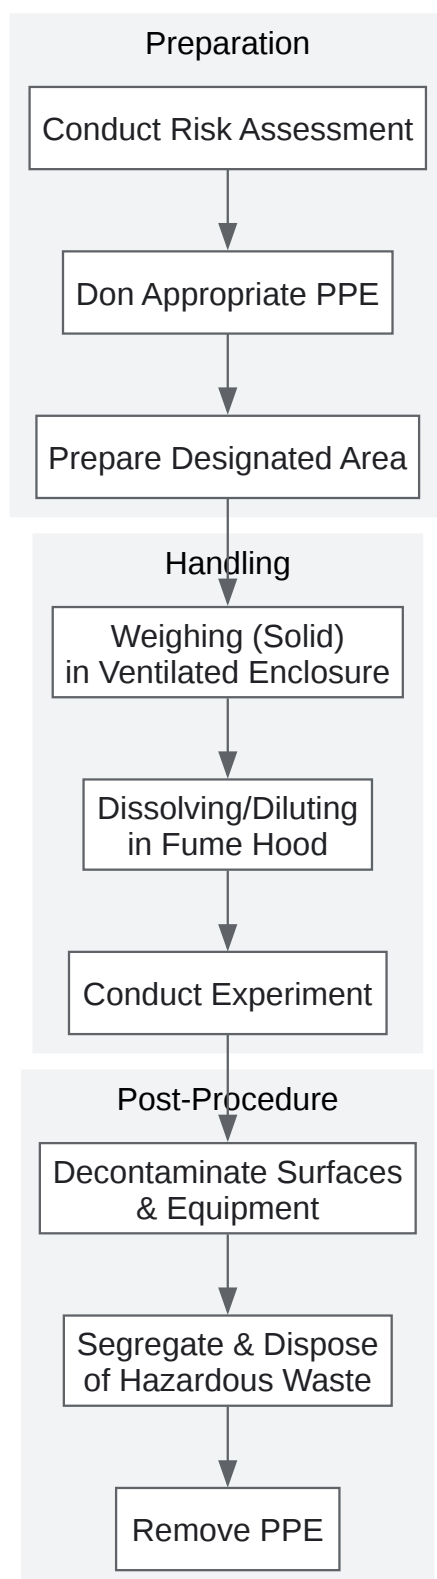 Preparation
Conduct Risk Assessment
Don Appropriate PPE
Prepare Designated Area
Handling
Weighing (Solid)
in Ventilated Enclosure
Dissolving/Diluting
in Fume Hood
Conduct Experiment
Post-Procedure
Decontaminate Surfaces
& Equipment
Segregate & Dispose
of Hazardous Waste
Remove PPE